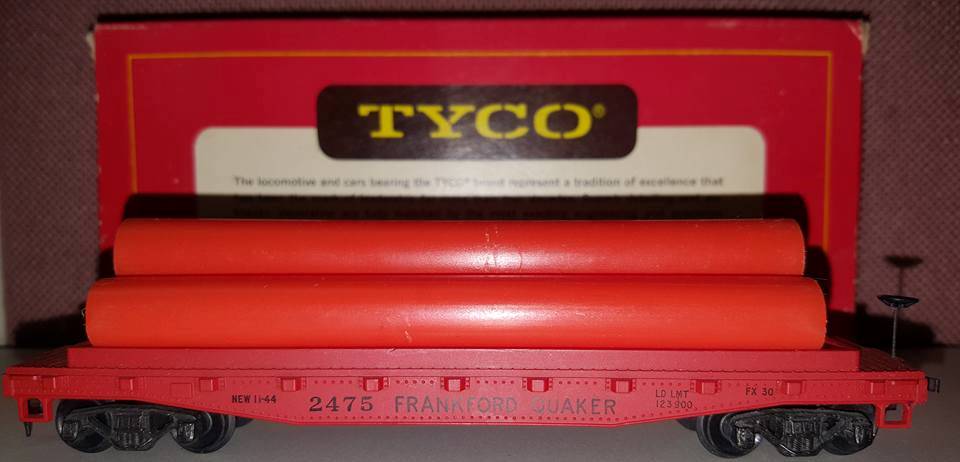 TYCO®
The locomotive and cars bearing the TYCO® brand represent a tradition of excellence that
NEW 11-44
2475 FRANKFORD QUAKER
LD LMT
123900
FX 30